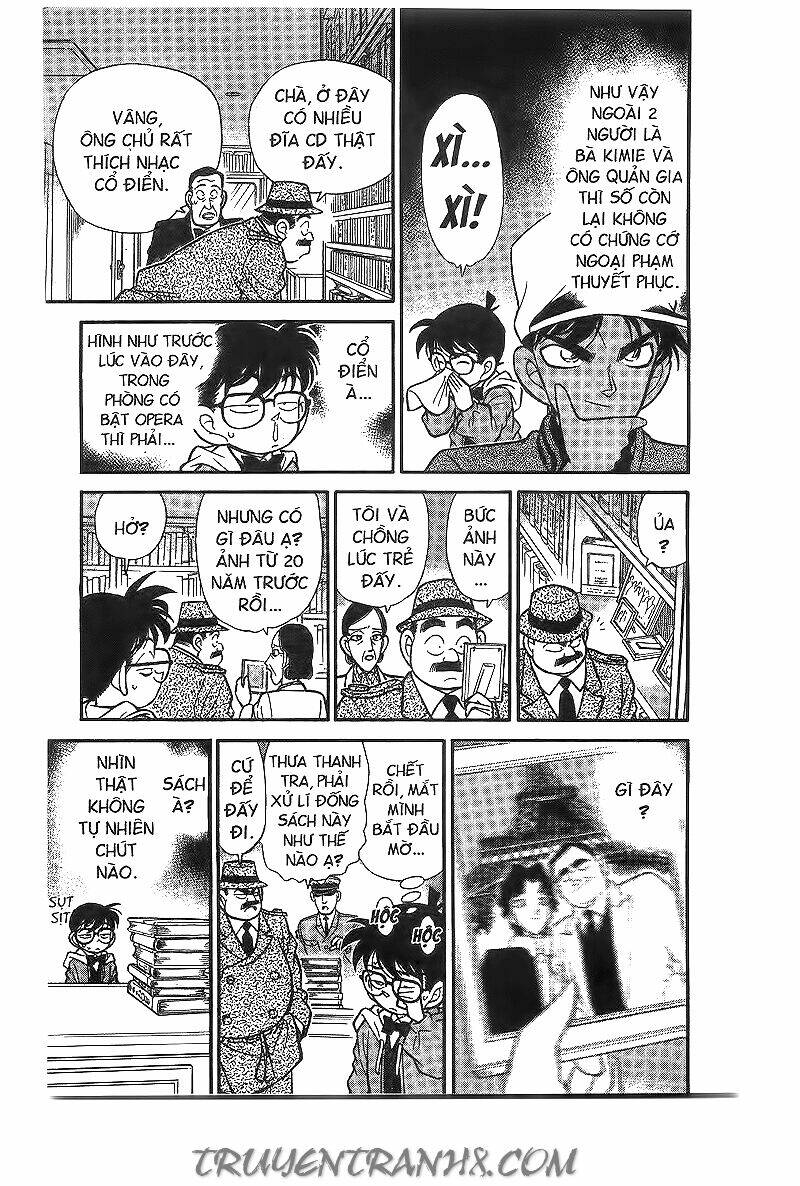 NHƯ VẬY
NGOÀI 2
NGƯỜI LÀ
BÀ KIMIE VÀ
ÔNG QUẢN GIA
THÌ SỐ CÒN
LẠI KHÔNG
CÓ CHỨNG CỚ
NGOẠI PHẠM
THUYẾT PHỤC.
XÌ...
XÌ!
CHÀ, Ở ĐÂY
CÓ NHIỀU
ĐĨA CD THẬT
ĐẤY.
VÂNG,
ÔNG CHỦ RẤT
THÍCH NHẠC
CỔ ĐIỂN.
CỔ
ĐIỂN
À...
HÌNH NHƯ TRƯỚC
LÚC VÀO ĐÂY,
TRONG
PHÒNG CÓ
BẬT OPERA
THÌ PHẢI...
ỦA
?
BỨC
ẢNH
NÀY
...
TÔI VÀ
CHỒNG
LÚC TRẺ
ĐẤY.
NHƯNG CÓ
GÌ ĐÂU Ạ?
ẢNH TỪ 20
NĂM TRƯỚC
RỒI...
HỞ?
GÌ ĐÂY
?
CHẾT
RỒI, MẮT
MÌNH
BẮT ĐẦU
MỜ...
HỘC
HỘC
THƯA THANH
TRA, PHẢI
XỬ LÍ ĐỐNG
SÁCH NÀY
NHƯ THẾ
NÀO Ạ?
CỨ
ĐỂ
ĐẤY
ĐI.
SÁCH
À?
NHÌN
THẬT
KHÔNG
TỰ NHIÊN
CHÚT
NÀO.
SỤT
SỊT
TRUYENTRANH8.COM